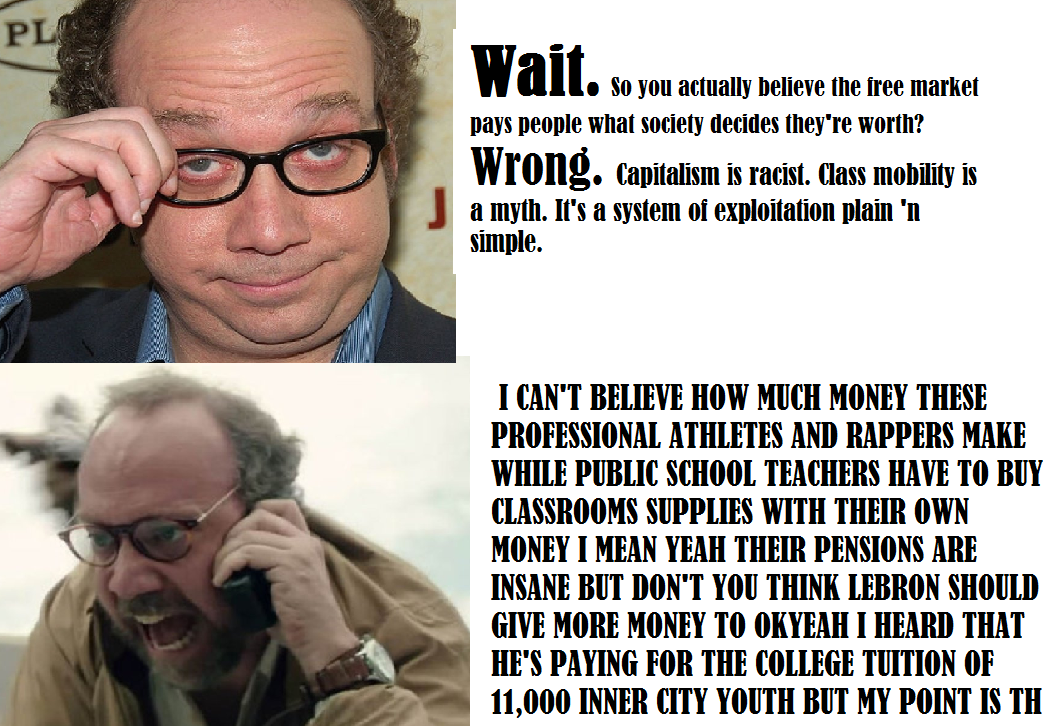 PL
Wait. So you actually believe the free market
pays people what society decides they're worth?
Wrong. Capitalism is racist. Class mobility is
a myth. It's a system of exploitation plain 'n
simple.
J
I CAN'T BELIEVE HOW MUCH MONEY THESE
PROFESSIONAL ATHLETES AND RAPPERS MAKE
WHILE PUBLIC SCHOOL TEACHERS HAVE TO BUY
CLASSROOMS SUPPLIES WITH THEIR OWN
MONEY I MEAN YEAH THEIR PENSIONS ARE
INSANE BUT DON'T YOU THINK LEBRON SHOULD
GIVE MORE MONEY TO OKYEAH I HEARD THAT
HE'S PAYING FOR THE COLLEGE TUITION OF
11,000 INNER CITY YOUTH BUT MY POINT IS TH